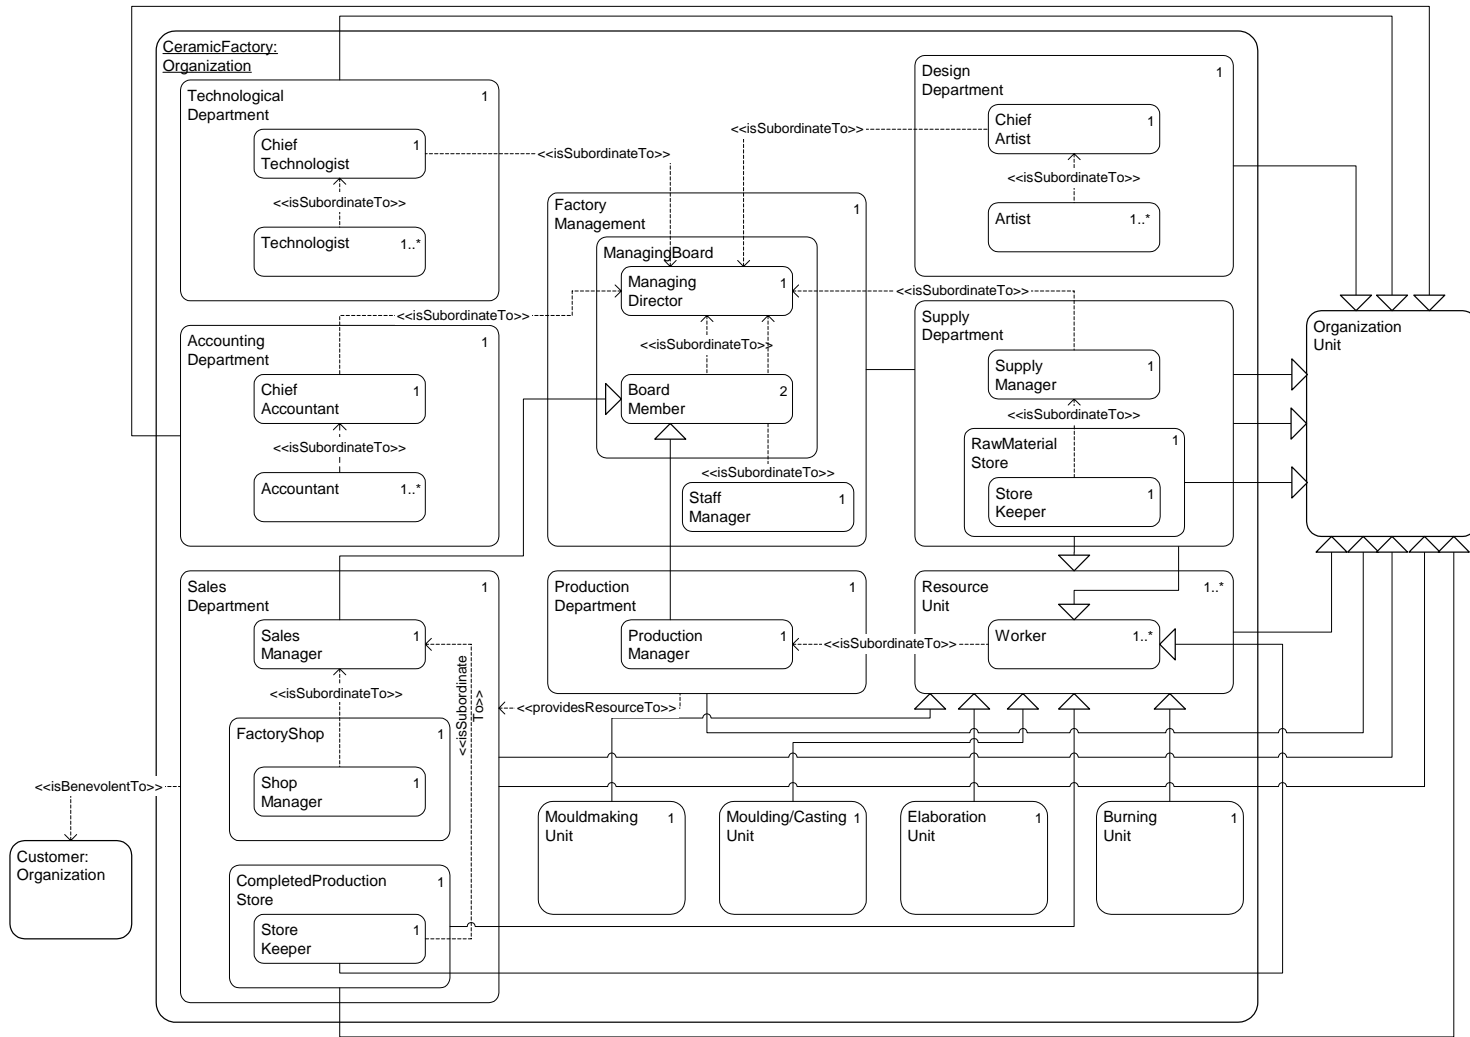 CeramicFactory:
Organization
Technological
Department
1
Chief
Technologist
1
<<isSubordinateTo>>
<<isSubordinateTo>>
Technologist
1..*
Design
Department
1
Chief
Artist
1
<<isSubordinateTo>>
<<isSubordinateTo>>
Artist
1..*
Factory
Management
1
ManagingBoard
Managing
Director
1
<<isSubordinateTo>>
Board
Member
2
<<isSubordinateTo>>
Staff
Manager
1
Accounting
Department
1
<<isSubordinateTo>>
Chief
Accountant
1
<<isSubordinateTo>>
Accountant
1..*
<<isSubordinateTo>>
Supply
Department
Supply
Manager
1
<<isSubordinateTo>>
RawMaterial
Store
1
Store
Keeper
1
Organization
Unit
Sales
Department
1
Sales
Manager
1
<<isSubordinateTo>>
<<isSubordinate
To>>
FactoryShop
1
Shop
Manager
1
CompletedProduction
Store
1
Store
Keeper
1
Production
Department
1
Production
Manager
1
<<isSubordinateTo>>
<<providesResourceTo>>
Resource
Unit
1..*
Worker
1..*
Mouldmaking
Unit
1
Moulding/Casting
Unit
1
Elaboration
Unit
1
Burning
Unit
1
<<isBenevolentTo>>
Customer:
Organization